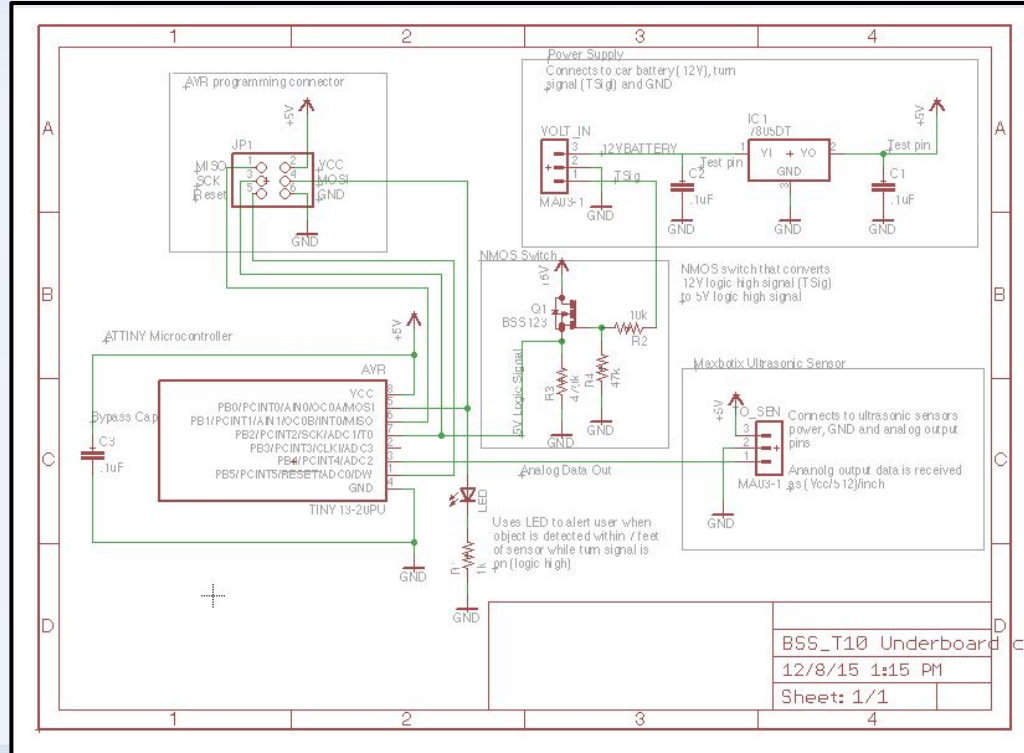 1 2 3 4
A
B
C
D
AVR programming connector
+5V
JP1
MISO 1 2 VCC
SCK 3 4 MOSI
Reset 5 6 GND
GND
Power Supply
Connects to car battery(12V), turn
signal (TSig) and GND
VOLT_IN
3
2
1
MA03-1
12VBATTERY
TSig
GND
Test pin
C2
.1uF
GND
IC1
7805DT
1 VI VO 2
GND
3
GND
+5V
Test pin
C1
.1uF
GND
A
NMOS Switch
Q1
BSS123
10k
R2
R3
R4
47k
GND
GND
5V Logic Signal
NMOS switch that converts
12V logic high signal (TSig)
to 5V logic high signal
B
ATTINY Microcontroller
+5V
AVR
VCC 8
PB0/PCINT0/AIN0/OC0A/MOSI 5
PB1/PCINT1/AIN1/OC0B/INT0/MISO 6
PB2/PCINT2/SCK/ADC1/T0 7
PB3/PCINT3/CLKI/ADC3 2
PB4/PCINT4/ADC2 3
PB5/PCINT5/RESET/ADC0/DW 1
GND 4
TINY13-20PU
Bypass Cap
C3
.1uF
GND
Analog Data Out
LED
1k
GND
Uses LED to alert user when
object is detected within 7 feet
of sensor while turn signal is
on (logic high)
Maxbotix Ultrasonic Sensor
+5V
O_SEN
3
2
1
MA03-1
GND
Connects to ultrasonic sensors
power, GND and analog output
pins
Ananolg output data is received
as (Vcc/512)/inch
C
D
BSS_T10 Underboard c
12/8/15 1:15 PM
Sheet: 1/1
1 2 3 4